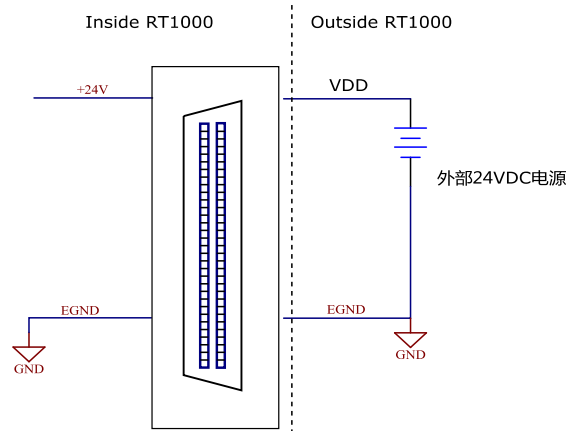 Inside RT1000
Outside RT1000
+24V
VDD
外部24VDC电源
EGND
EGND
GND
GND